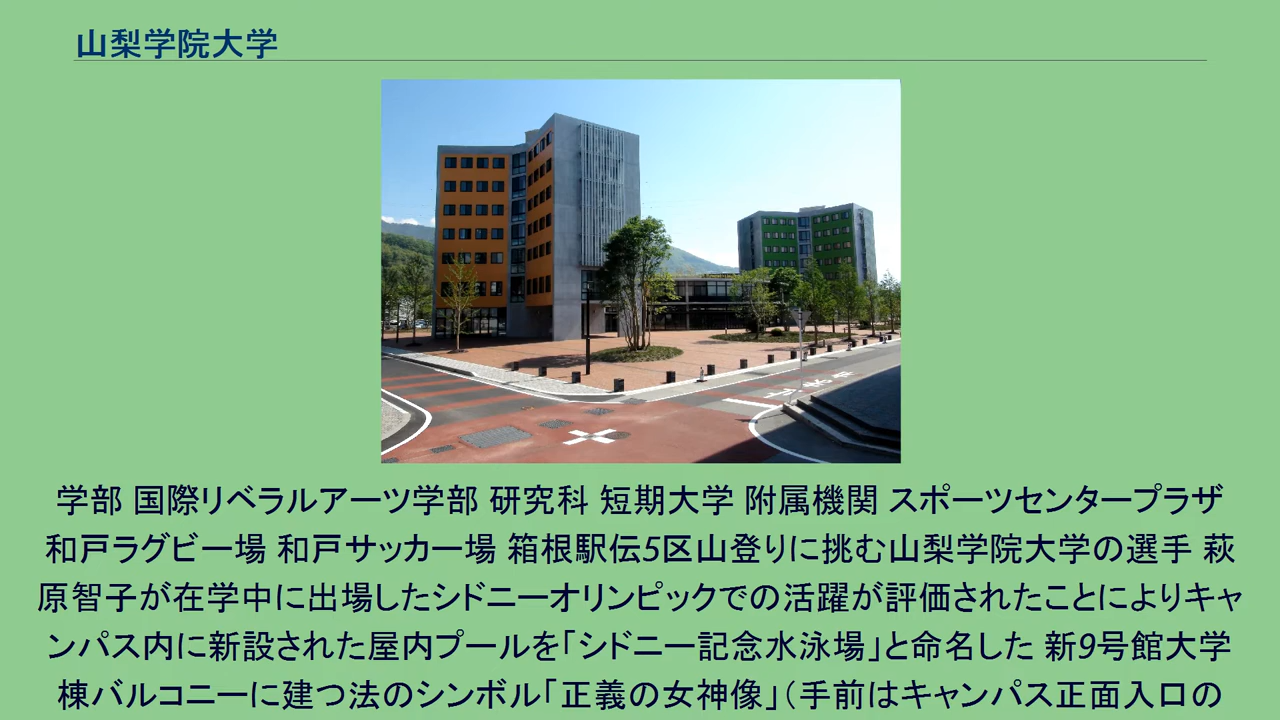 山梨学院大学
学部 国際リベラルアーツ学部 研究科 短期大学 附属機関 スポーツセンタープラザ
和戸ラグビー場 和戸サッカー場 箱根駅伝5区山登りに挑む山梨学院大学の選手 萩
原智子が在学中に出場したシドニーオリンピックでの活躍が評価されたことによりキャ
ンパス内に新設された屋内プールを「シドニー記念水泳場」と命名した 新9号館大学
棟バルコニーに建つ法のシンボル「正義の女神像」（手前はキャンパス正面入口の